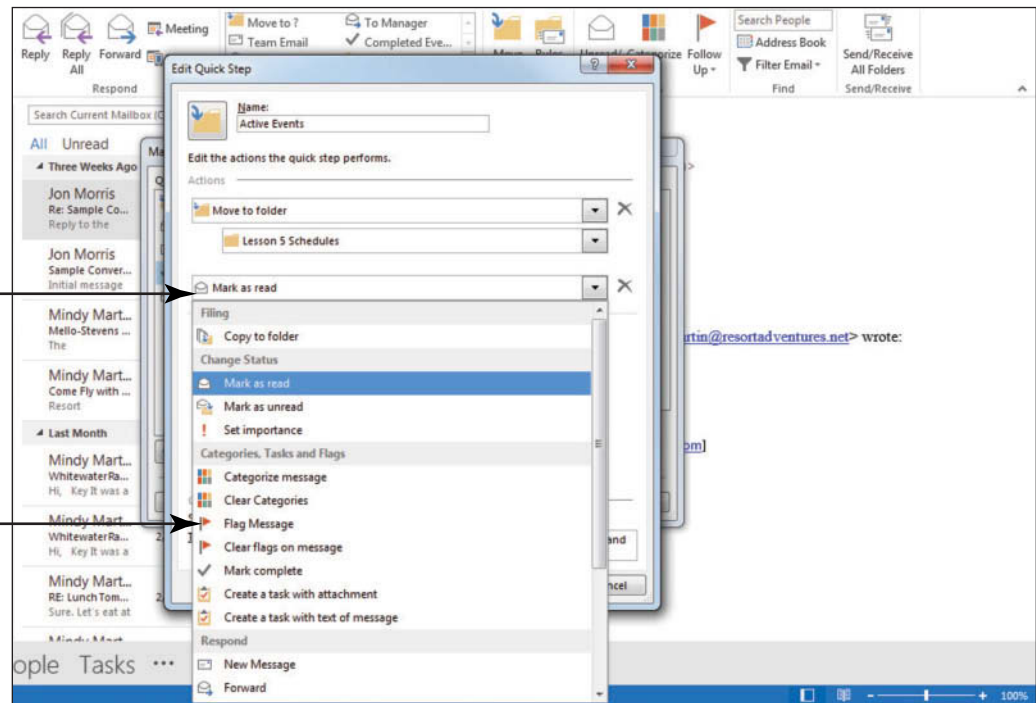 Reply
Reply All
Forward
Meeting
Move to ?
To Manager
Team Email
Completed Eve...
Move
Rules
Unread/
Categorize
Follow Up
Search People
Address Book
Filter Email
Send/Receive All Folders
Respond
Find
Send/Receive
Edit Quick Step
Search Current Mailbox (C
All Unread
Three Weeks Ago
Jon Morris
Re: Sample Co...
Reply to the
Jon Morris
Sample Conver...
Initial message
Mindy Mart...
Mello-Stevens ...
The
Mindy Mart...
Come Fly with ...
Resort
Last Month
Mindy Mart...
WhitewaterRa...
Hi, Key It was a
Mindy Mart...
WhitewaterRa...
Hi, Key It was a
Mindy Mart...
RE: Lunch Tom...
Sure. Let's eat at
Mindy Mart
Ma
Q
Name:
Active Events
Edit the actions the quick step performs.
Actions
Move to folder
Lesson 5 Schedules
Mark as read
Filing
Copy to folder
Change Status
Mark as read
Mark as unread
Set importance
Categories, Tasks and Flags
Categorize message
Clear Categories
Flag Message
Clear flags on message
Mark complete
Create a task with attachment
Create a task with text of message
Respond
New Message
Forward
and
ncel
rtin@resortadventures.net> wrote:
om]
ople Tasks ...
100%